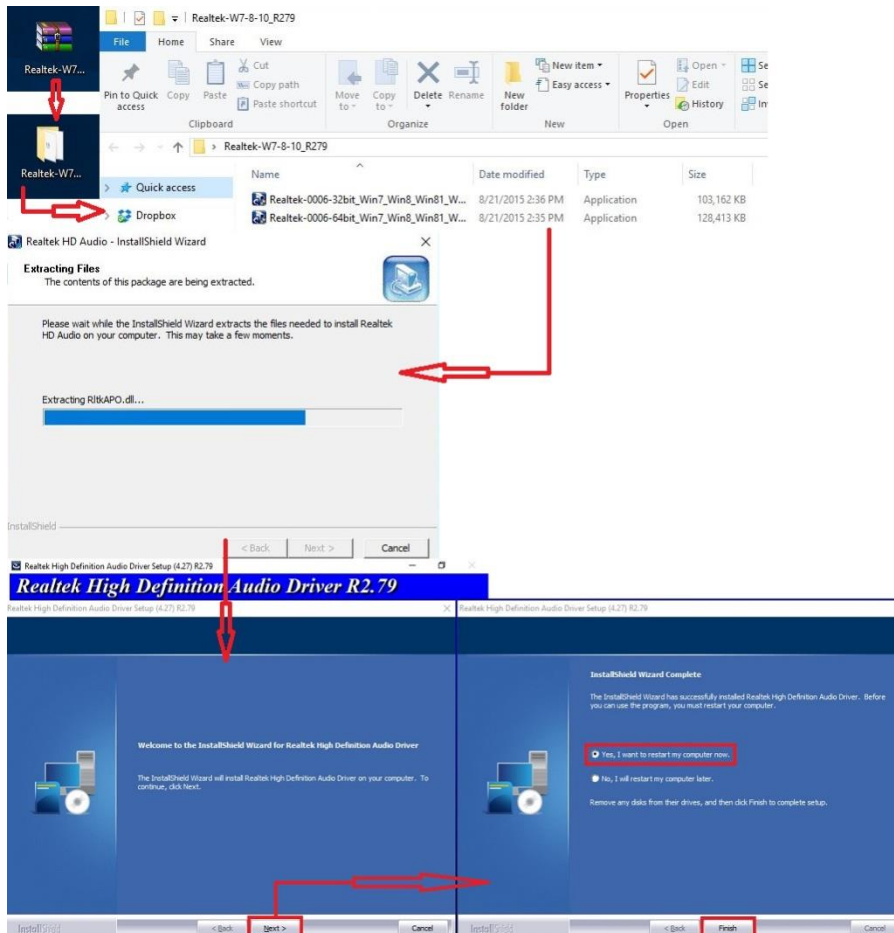 Realtek-W7-8-10_R279
File Home Share View
Realtek-W7...
Pin to Quick access
Copy
Paste
Cut
Copy path
Paste shortcut
Move to
Copy to
Delete
Rename
New folder
New item
Easy access
Properties
Open
Edit
History
Clipboard Organize New Open
Realtek-W7-8-10_R279
Realtek-W7...
Name Date modified Type Size
Quick access
Realtek-0006-32bit_Win7_Win8_Win81_W... 8/21/2015 2:36 PM Application 103,162 KB
Dropbox
Realtek-0006-64bit_Win7_Win8_Win81_W... 8/21/2015 2:35 PM Application 128,413 KB
Realtek HD Audio - InstallShield Wizard
Extracting Files
The contents of this package are being extracted.
Please wait while the InstallShield Wizard extracts the files needed to install Realtek
HD Audio on your computer. This may take a few moments.
Extracting RltkAPO.dll...
InstallShield
< Back Next > Cancel
Realtek High Definition Audio Driver Setup (4.27) R2.79
Realtek High Definition Audio Driver R2.79
Realtek High Definition Audio Driver Setup (4.27) R2.79
Welcome to the InstallShield Wizard for Realtek High Definition Audio Driver
The InstallShield Wizard will install Realtek High Definition Audio Driver on your computer. To
continue, click Next.
InstallShield
< Back Next > Cancel
Realtek High Definition Audio Driver Setup (4.27) R2.79
InstallShield Wizard Complete
The InstallShield Wizard has successfully installed Realtek High Definition Audio Driver. Before
you can use the program, you must restart your computer.
Yes, I want to restart my computer now.
No, I will restart my computer later.
Remove any disks from their drives, and then click Finish to complete setup.
InstallShield
< Back Finish Cancel